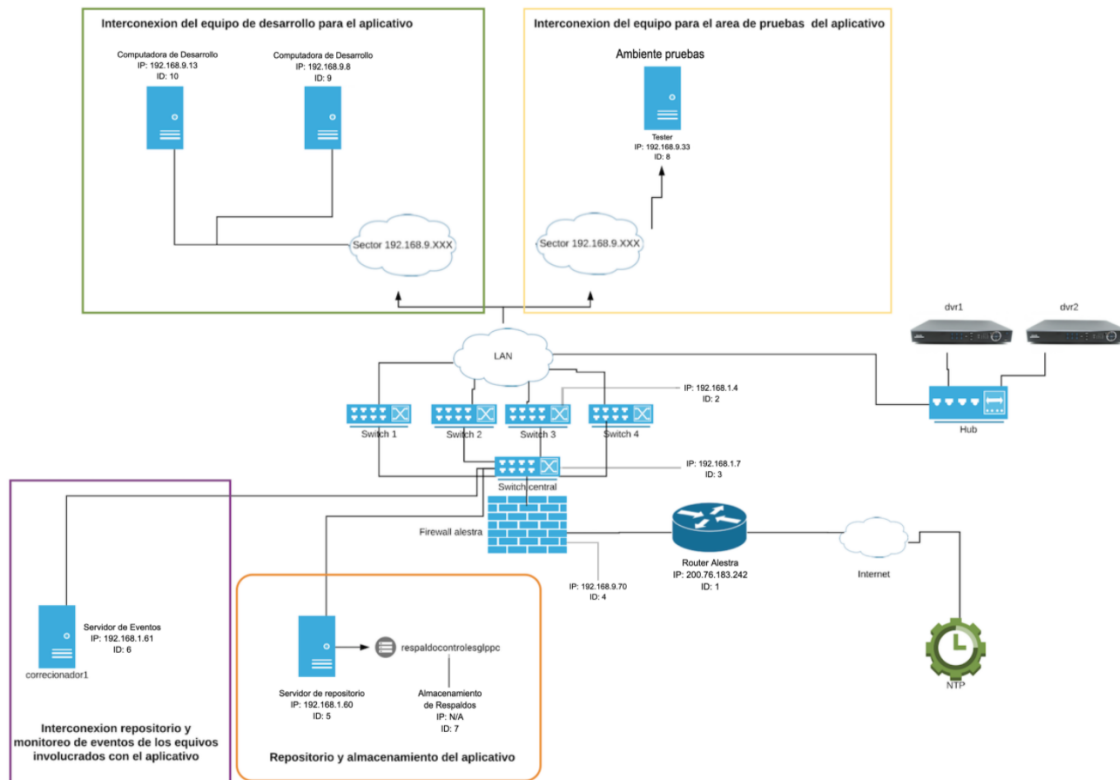 Interconexion del equipo de desarrollo para el aplicativo
Computadora de Desarrollo
IP: 192.168.9.13
ID: 10
Computadora de Desarrollo
IP: 192.168.9.8
ID: 9
Sector 192.168.9.XXX
Interconexion del equipo para el area de pruebas del aplicativo
Ambiente pruebas
Tester
IP: 192.168.9.33
ID: 8
Sector 192.168.9.XXX
dvr1
dvr2
Hub
LAN
IP: 192.168.1.4
ID: 2
Switch 1
Switch 2
Switch 3
Switch 4
IP: 192.168.1.7
ID: 3
Switch central
Firewall alestra
IP: 192.168.9.70
ID: 4
Router Alestra
IP: 200.76.183.242
ID: 1
Internet
NTP
Servidor de Eventos
IP: 192.168.1.61
ID: 6
correcionador1
Interconexion repositorio y
monitoreo de eventos de los equivos
involucrados con el aplicativo
respaldocontrolesglppc
Servidor de repositorio
IP: 192.168.1.60
ID: 5
Almacenamiento
de Respaldos
IP: N/A
ID: 7
Repositorio y almacenamiento del aplicativo